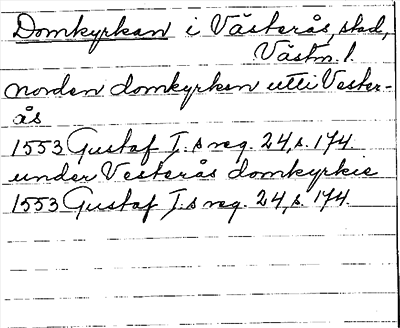 Domkyrkan i Västerås, stad,
Västm. l.
norden domkyrken utti Vester-
ås
1553 Gustaf I:s reg. 24, s. 174.
under Vesterås domkyrkie
1553 Gustaf I:s reg. 24, s. 174.